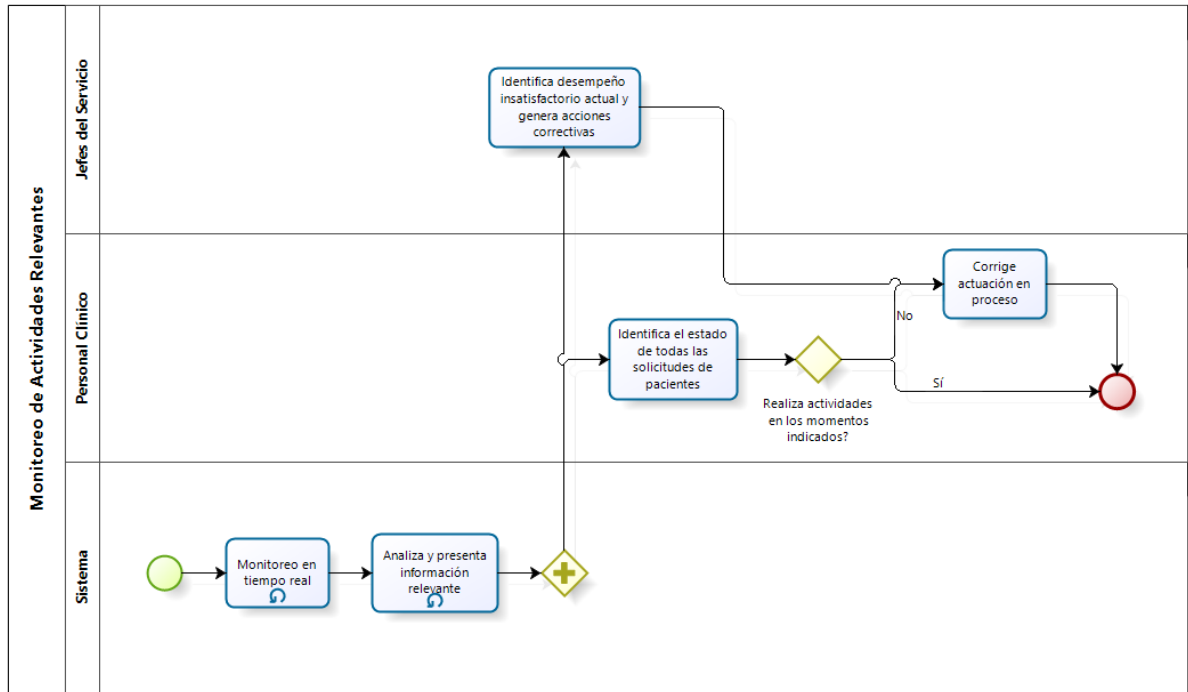 Monitoreo de Actividades Relevantes
Jefes del Servicio
Identifica desempeño
insatisfactorio actual y
genera acciones
correctivas
Personal Clinico
Corrige
actuación en
proceso
No
Identifica el estado
de todas las
solicitudes de
pacientes
Sí
Realiza actividades
en los momentos
indicados?
Sistema
Monitoreo en
tiempo real
Analiza y presenta
información
relevante